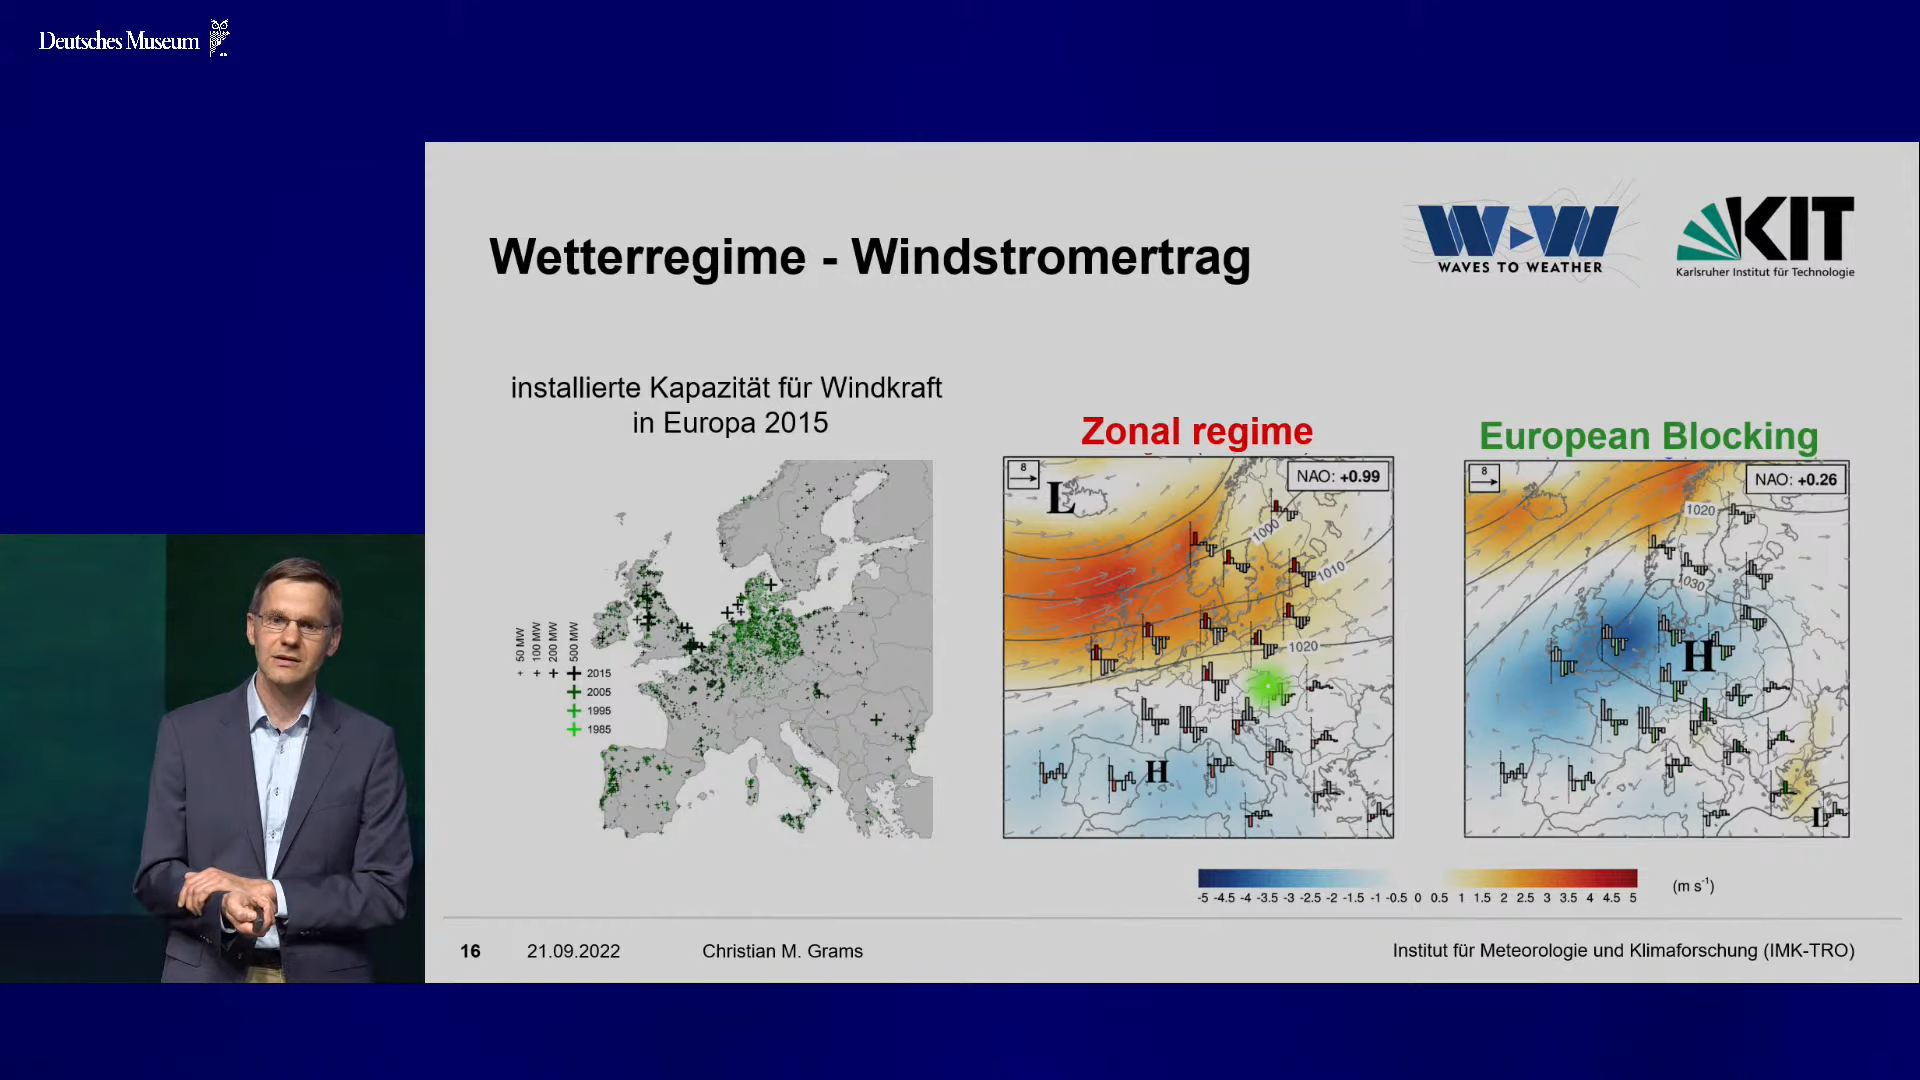 Deutsches Museum
WAVES TO WEATHER
KIT
Karlsruher Institut für Technologie
Wetterregime - Windstromertrag
installierte Kapazität für Windkraft
in Europa 2015
50 MW
100 MW
200 MW
500 MW
2015
2005
1995
1985
Zonal regime
8
NAO: +0.99
L
1000
1010
1020
H
European Blocking
8
NAO: +0.26
1020
1030
H
L
-5 -4.5 -4 -3.5 -3 -2.5 -2 -1.5 -1 -0.5 0 0.5 1 1.5 2 2.5 3 3.5 4 4.5 5
(m s⁻¹)
16 21.09.2022 Christian M. Grams Institut für Meteorologie und Klimaforschung (IMK-TRO)